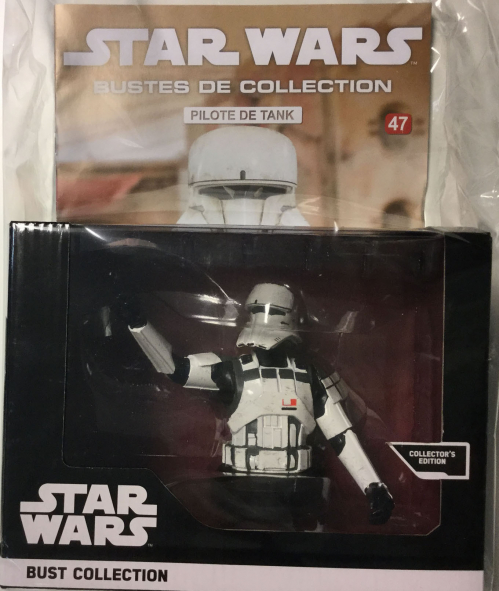 STAR WARS
BUSTES DE COLLECTION
PILOTE DE TANK
47
COLLECTOR'S
EDITION
STAR
WARS
BUST COLLECTION